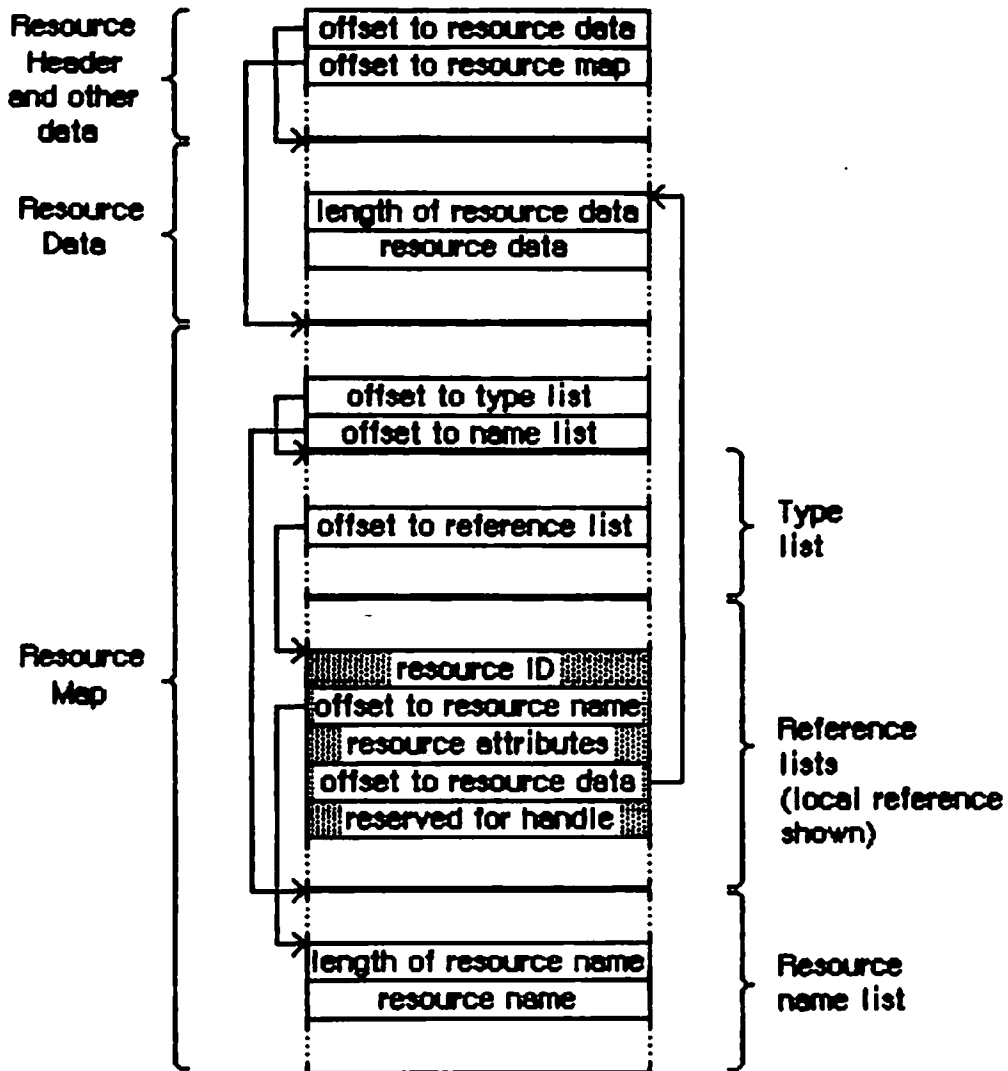 Resource
Header
and other
data
offset to resource data
offset to resource map
Resource
Data
length of resource data
resource data
Resource
Map
offset to type list
offset to name list
offset to reference list
Type
list
resource ID
offset to resource name
resource attributes
offset to resource data
reserved for handle
Reference
lists
(local reference
shown)
length of resource name
resource name
Resource
name list